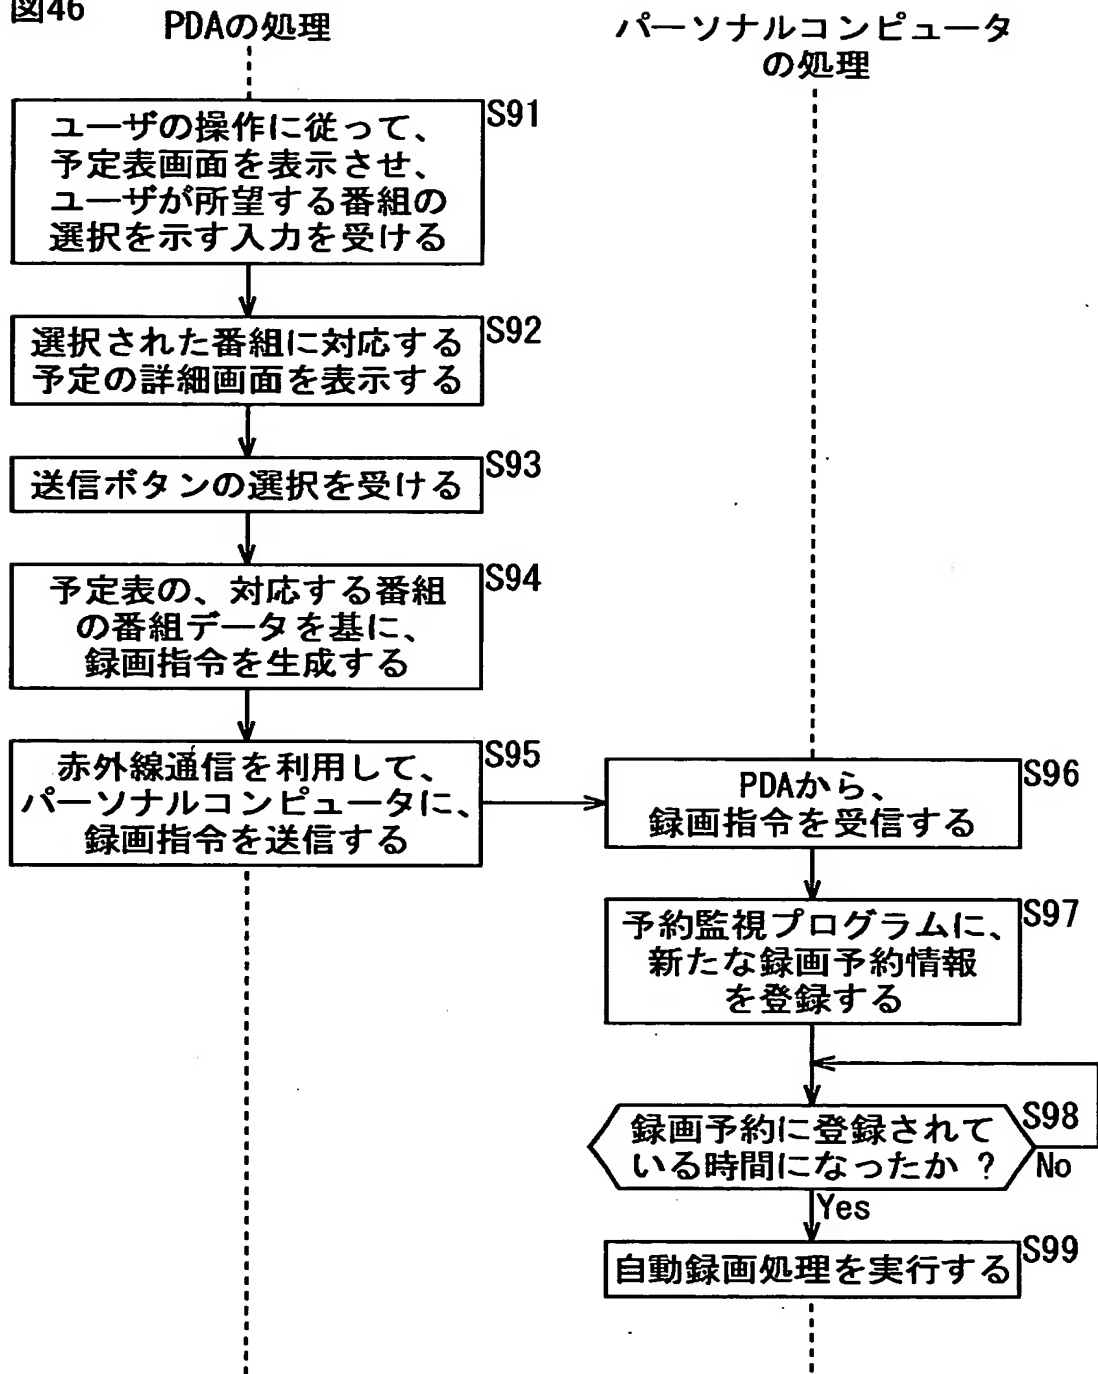 図46
PDAの処理
パーソナルコンピュータ
の処理
S91
ユーザの操作に従って、
予定表画面を表示させ、
ユーザが所望する番組の
選択を示す入力を受ける
S92
選択された番組に対応する
予定の詳細画面を表示する
S93
送信ボタンの選択を受ける
S94
予定表の、対応する番組
の番組データを基に、
録画指令を生成する
S95
赤外線通信を利用して、
パーソナルコンピュータに、
録画指令を送信する
S96
PDAから、
録画指令を受信する
S97
予約監視プログラムに、
新たな録画予約情報
を登録する
S98
録画予約に登録されて
いる時間になったか?
No
Yes
S99
自動録画処理を実行する